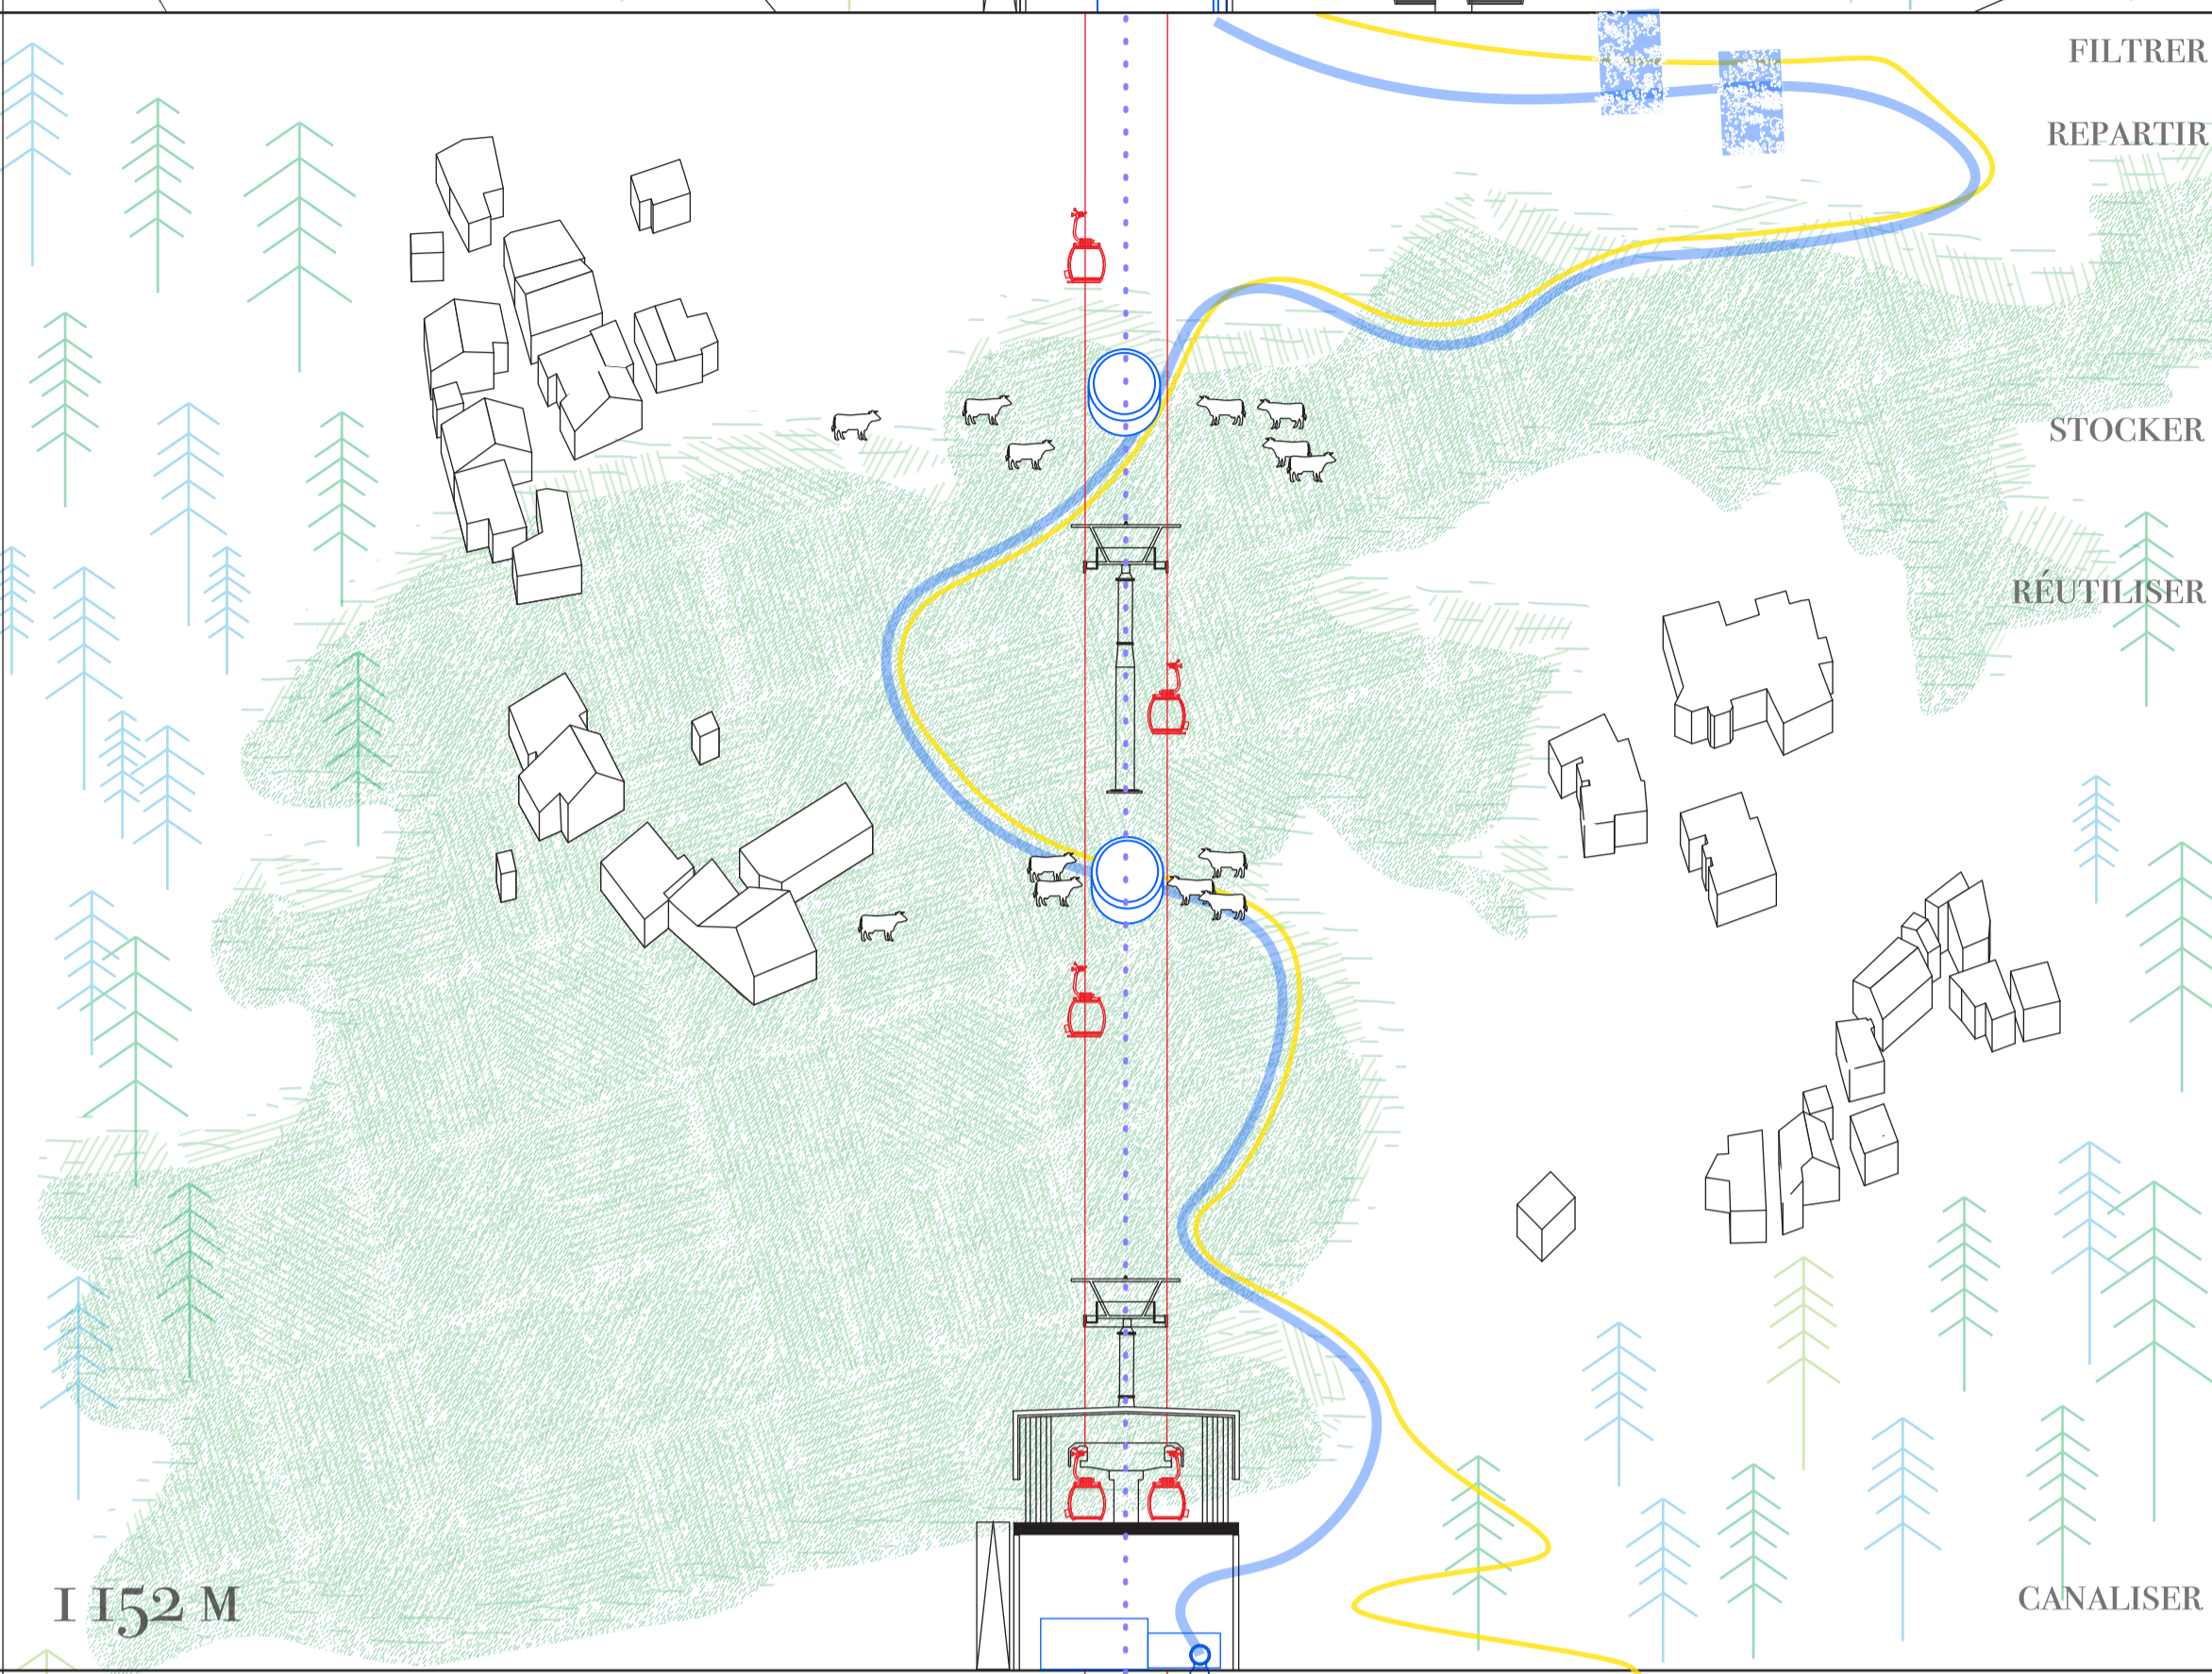 FILTRER
REPARTIR
STOCKER
RÉUTILISER
1 152 M
CANALISER